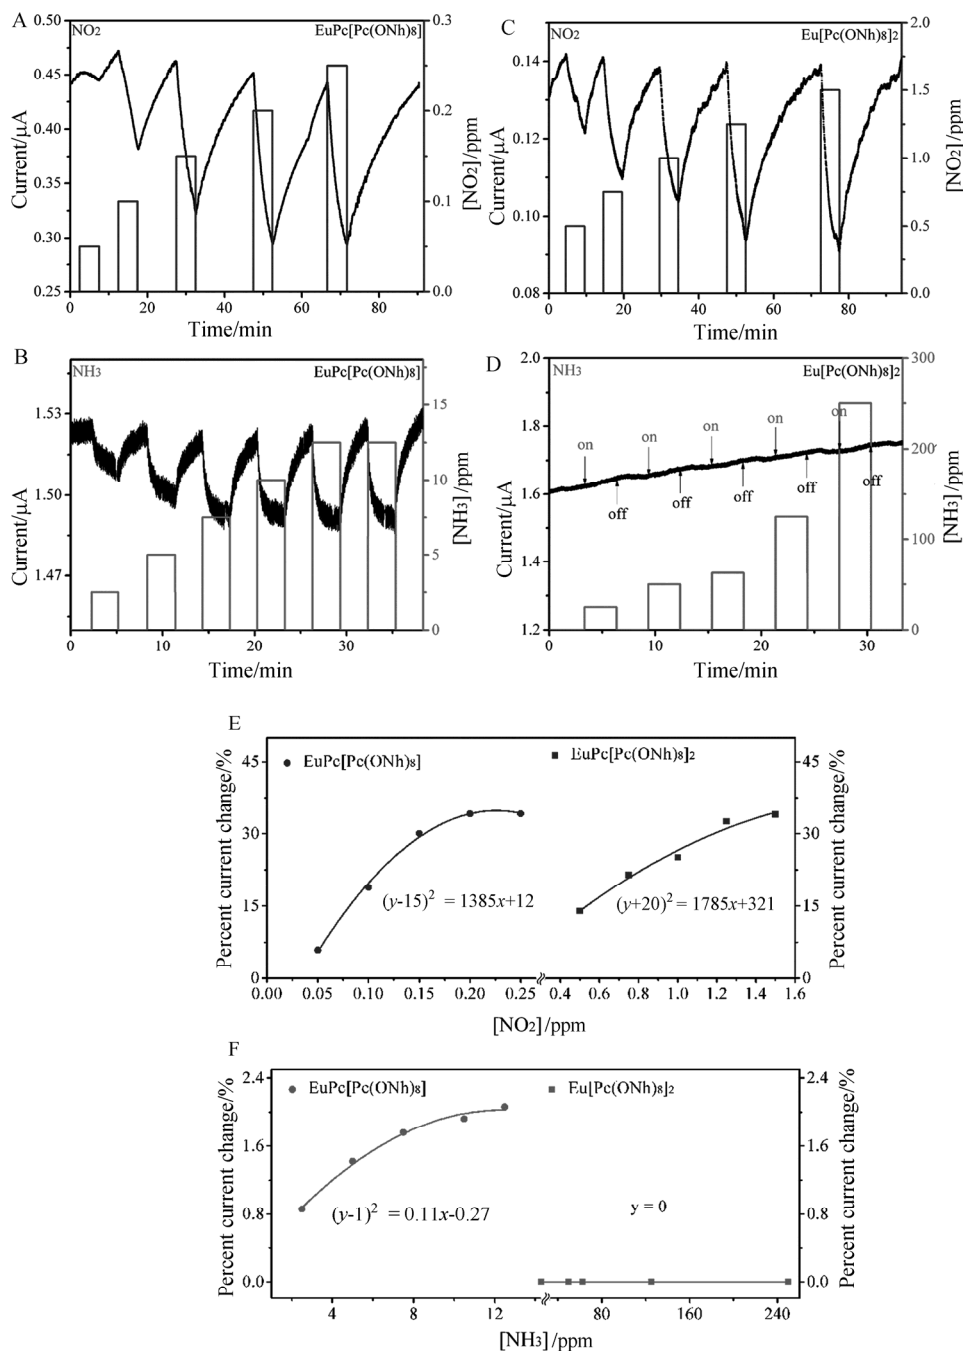 A
NO2 EuPc[Pc(ONh)8]
0.50
0.45
0.40
0.35
0.30
0.25
Current/μA
0.3
0.2
0.1
0.0
[NO2]/ppm
0 20 40 60 80
Time/min
C
NO2 Eu[Pc(ONh)8]2
0.14
0.12
0.10
0.08
Current/μA
2.0
1.5
1.0
0.5
0.0
[NO2]/ppm
0 20 40 60 80
Time/min
B
NH3 EuPc[Pc(ONh)8]
1.53
1.50
1.47
Current/μA
15
10
5
0
[NH3]/ppm
0 10 20 30
Time/min
D
NH3 Eu[Pc(ONh)8]2
2.0
1.8
1.6
1.4
1.2
Current/μA
on on on on on
off off off off off
300
200
100
0
[NH3]/ppm
0 10 20 30
Time/min
E
EuPc[Pc(ONh)8] EuPc[Pc(ONh)8]2
45
30
15
0
Percent current change/%
(y-15)2 = 1385x+12 (y+20)2 = 1785x+321
45
30
15
0
Percent current change/%
0.00 0.05 0.10 0.15 0.20 0.25 0.4 0.6 0.8 1.0 1.2 1.4 1.6
[NO2]/ppm
F
EuPc[Pc(ONh)8] Eu[Pc(ONh)8]2
2.4
1.6
0.8
0.0
Percent current change/%
(y-1)2 = 0.11x-0.27 y = 0
2.4
1.6
0.8
0.0
Percent current change/%
4 8 12 80 160 240
[NH3]/ppm